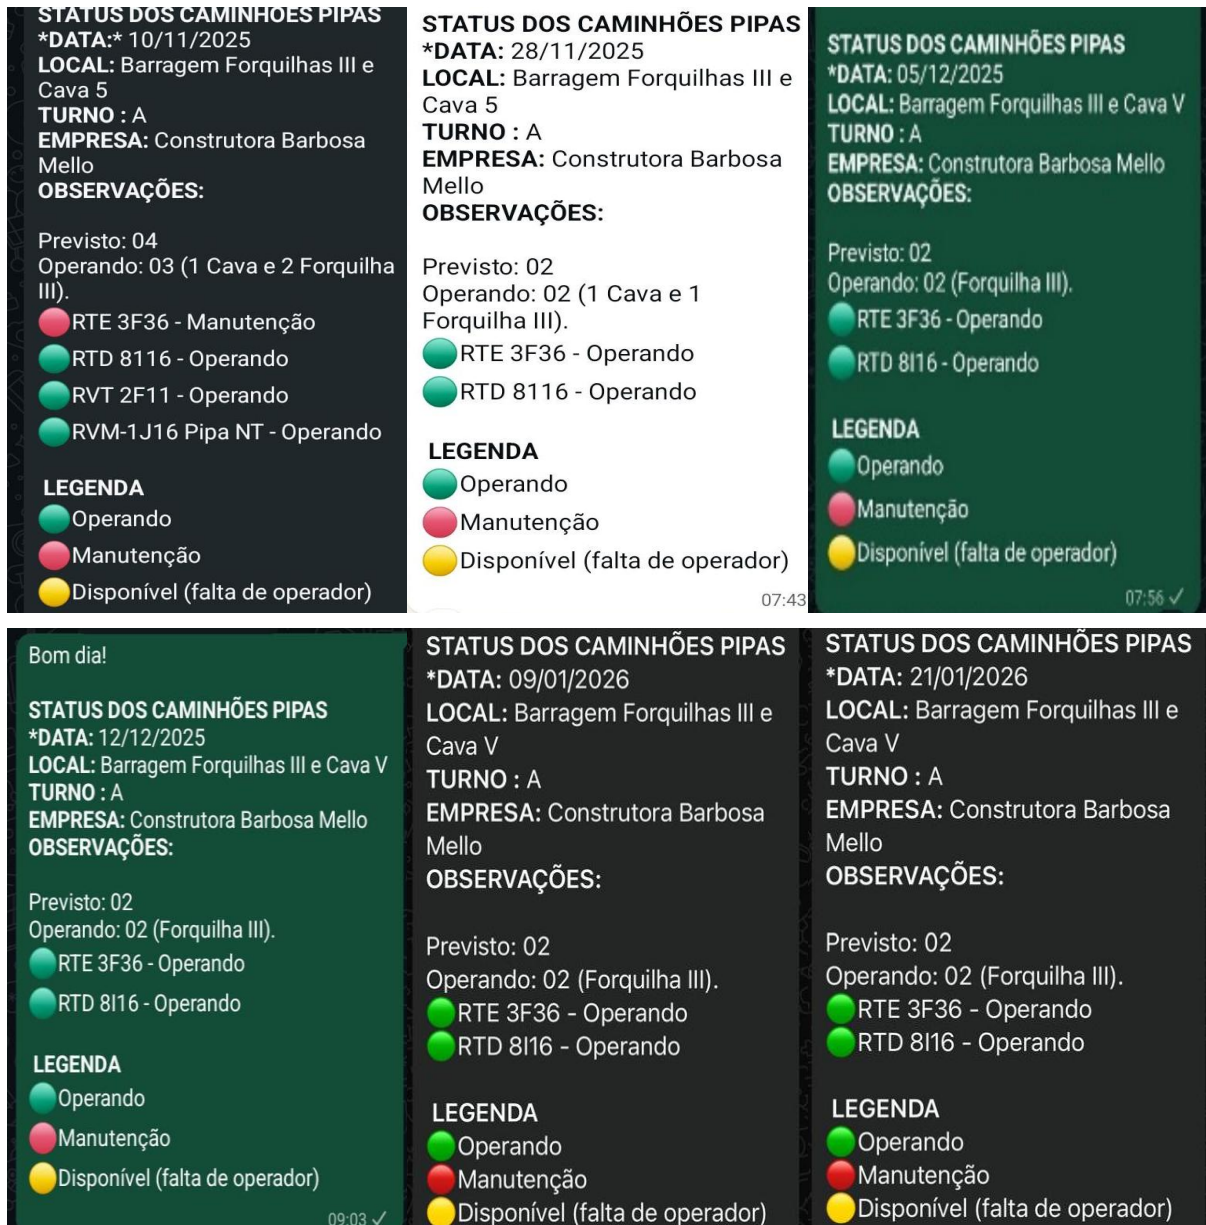 STATUS DOS CAMINHÕES PIPAS
*DATA:* 10/11/2025
LOCAL: Barragem Forquilhas III e
Cava 5
TURNO : A
EMPRESA: Construtora Barbosa
Mello
OBSERVAÇÕES:
Previsto: 04
Operando: 03 (1 Cava e 2 Forquilha
III).
RTE 3F36 - Manutenção
RTD 8116 - Operando
RVT 2F11 - Operando
RVM-1J16 Pipa NT - Operando
LEGENDA
Operando
Manutenção
Disponível (falta de operador)
STATUS DOS CAMINHÕES PIPAS
*DATA: 28/11/2025
LOCAL: Barragem Forquilhas III e
Cava 5
TURNO : A
EMPRESA: Construtora Barbosa
Mello
OBSERVAÇÕES:
Previsto: 02
Operando: 02 (1 Cava e 1
Forquilha III).
RTE 3F36 - Operando
RTD 8116 - Operando
LEGENDA
Operando
Manutenção
Disponível (falta de operador)
07:43
STATUS DOS CAMINHÕES PIPAS
*DATA: 05/12/2025
LOCAL: Barragem Forquilhas III e Cava V
TURNO : A
EMPRESA: Construtora Barbosa Mello
OBSERVAÇÕES:
Previsto: 02
Operando: 02 (Forquilha III).
RTE 3F36 - Operando
RTD 8I16 - Operando
LEGENDA
Operando
Manutenção
Disponível (falta de operador)
07:56
Bom dia!
STATUS DOS CAMINHÕES PIPAS
*DATA: 12/12/2025
LOCAL: Barragem Forquilhas III e Cava V
TURNO : A
EMPRESA: Construtora Barbosa Mello
OBSERVAÇÕES:
Previsto: 02
Operando: 02 (Forquilha III).
RTE 3F36 - Operando
RTD 8I16 - Operando
LEGENDA
Operando
Manutenção
Disponível (falta de operador)
09:03
STATUS DOS CAMINHÕES PIPAS
*DATA: 09/01/2026
LOCAL: Barragem Forquilhas III e
Cava V
TURNO : A
EMPRESA: Construtora Barbosa
Mello
OBSERVAÇÕES:
Previsto: 02
Operando: 02 (Forquilha III).
RTE 3F36 - Operando
RTD 8I16 - Operando
LEGENDA
Operando
Manutenção
Disponível (falta de operador)
STATUS DOS CAMINHÕES PIPAS
*DATA: 21/01/2026
LOCAL: Barragem Forquilhas III e
Cava V
TURNO : A
EMPRESA: Construtora Barbosa
Mello
OBSERVAÇÕES:
Previsto: 02
Operando: 02 (Forquilha III).
RTE 3F36 - Operando
RTD 8I16 - Operando
LEGENDA
Operando
Manutenção
Disponível (falta de operador)